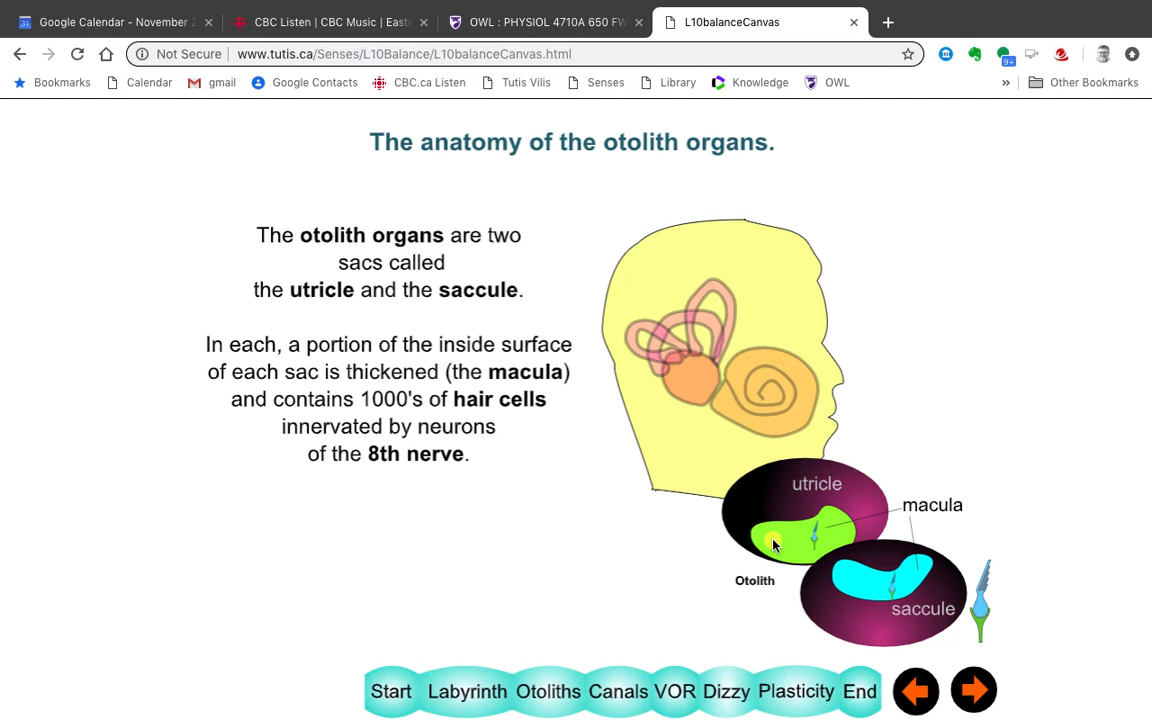 Google Calendar - November 2
CBC Listen | CBC Music | Easte
OWL : PHYSIOL 4710A 650 FW
L10balanceCanvas
Not Secure
www.tutis.ca/Senses/L10Balance/L10balanceCanvas.html
9+
Bookmarks
Calendar
gmail
Google Contacts
CBC.ca Listen
Tutis Vilis
Senses
Library
Knowledge
OWL
»
Other Bookmarks
The anatomy of the otolith organs.
The otolith organs are two
sacs called
the utricle and the saccule.
In each, a portion of the inside surface
of each sac is thickened (the macula)
and contains 1000's of hair cells
innervated by neurons
of the 8th nerve.
utricle
macula
Otolith
saccule
Start
Labyrinth
Otoliths
Canals
VOR
Dizzy
Plasticity
End